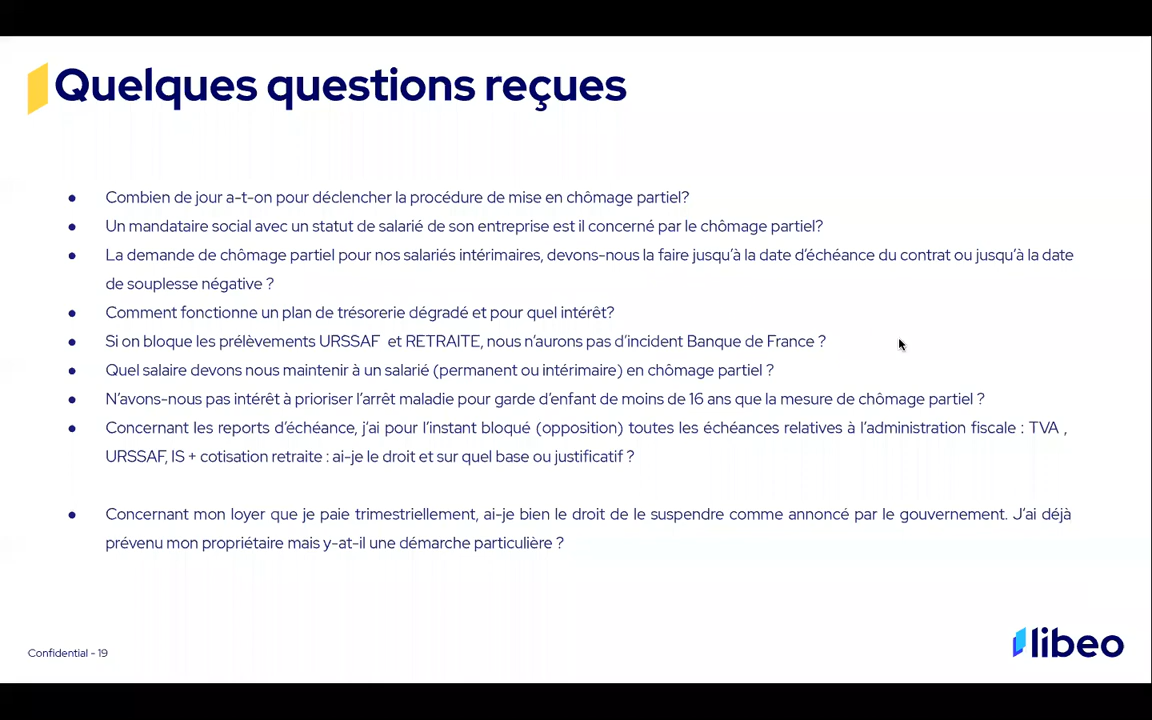 Quelques questions reçues
● Combien de jour a-t-on pour déclencher la procédure de mise en chômage partiel?
● Un mandataire social avec un statut de salarié de son entreprise est il concerné par le chômage partiel?
● La demande de chômage partiel pour nos salariés intérimaires, devons-nous la faire jusqu'à la date d'échéance du contrat ou jusqu'à la date
de souplesse négative ?
● Comment fonctionne un plan de trésorerie dégradé et pour quel intérêt?
● Si on bloque les prélèvements URSSAF et RETRAITE, nous n'aurons pas d'incident Banque de France ?
● Quel salaire devons nous maintenir à un salarié (permanent ou intérimaire) en chômage partiel ?
● N'avons-nous pas intérêt à prioriser l'arrêt maladie pour garde d'enfant de moins de 16 ans que la mesure de chômage partiel ?
● Concernant les reports d'échéance, j'ai pour l'instant bloqué (opposition) toutes les échéances relatives à l'administration fiscale : TVA ,
URSSAF, IS + cotisation retraite : ai-je le droit et sur quel base ou justificatif ?
● Concernant mon loyer que je paie trimestriellement, ai-je bien le droit de le suspendre comme annoncé par le gouvernement. J'ai déjà
prévenu mon propriétaire mais y-at-il une démarche particulière ?
Confidential - 19
libeo